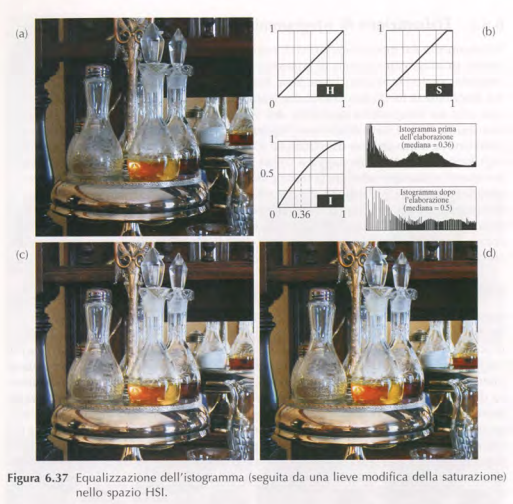 (a)
1
H
0
1
1
S
0
1
(b)
1
0.5
I
0
0.36
1
Istogramma prima
dell'elaborazione
(mediana = 0.36)
Istogramma dopo
l'elaborazione
(mediana = 0.5)
(c)
(d)
Figura 6.37 Equalizzazione dell'istogramma (seguita da una lieve modifica della saturazione)
nello spazio HSI.